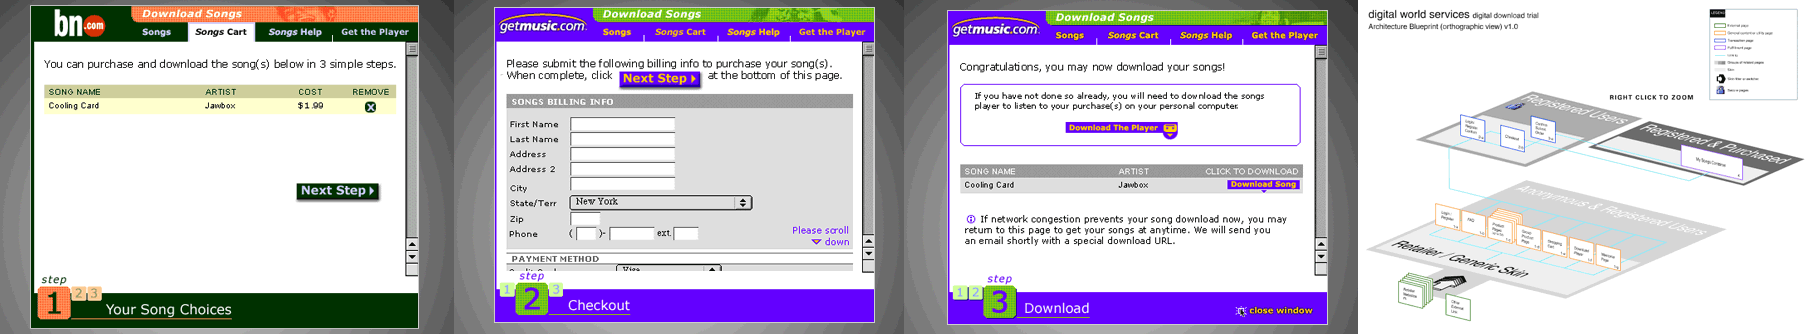 bn.com
Download Songs
Songs
Songs Cart
Songs Help
Get the Player
You can purchase and download the song(s) below in 3 simple steps.
SONG NAME ARTIST COST REMOVE
Cooling Card Jawbox $1.99
Next Step
step
1 2 3
Your Song Choices
getmusic.com
Download Songs
Songs
Songs Cart
Songs Help
Get the Player
Please submit the following billing info to purchase your song(s).
When complete, click Next Step at the bottom of this page.
SONGS BILLING INFO
First Name
Last Name
Address
Address 2
City
State/Terr New York
Zip
Phone ( )- ext.
Please scroll
down
PAYMENT METHOD
Visa
step
1 2 3
Checkout
getmusic.com
Download Songs
Songs
Songs Cart
Songs Help
Get the Player
Congratulations, you may now download your songs!
If you have not done so already, you will need to download the songs
player to listen to your purchase(s) on your personal computer.
Download The Player
SONG NAME ARTIST CLICK TO DOWNLOAD
Cooling Card Jawbox Download Song
If network congestion prevents your song download now, you may
return to this page to get your songs at anytime. We will send you
an email shortly with a special download URL.
step
1 2 3
Download
close window
digital world services digital download trial
Architecture Blueprint (orthographic view) v1.0
LEGEND
RIGHT CLICK TO ZOOM
Registered Users
Registered & Purchased
Checkout
My Songs
Anonymous & Registered Users
FAQ
Retailer / Generic Skin